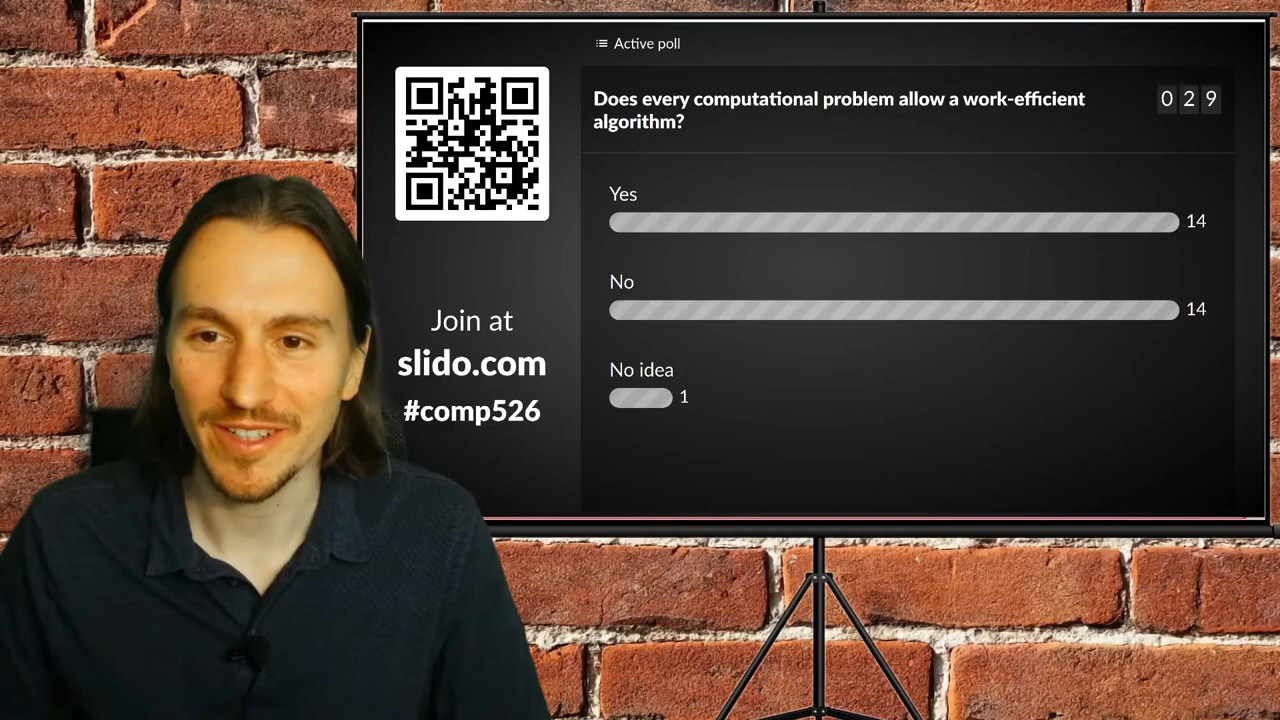 Active poll
Does every computational problem allow a work-efficient
algorithm?
0 2 9
Yes
14
No
14
No idea
1
Join at
slido.com
#comp526